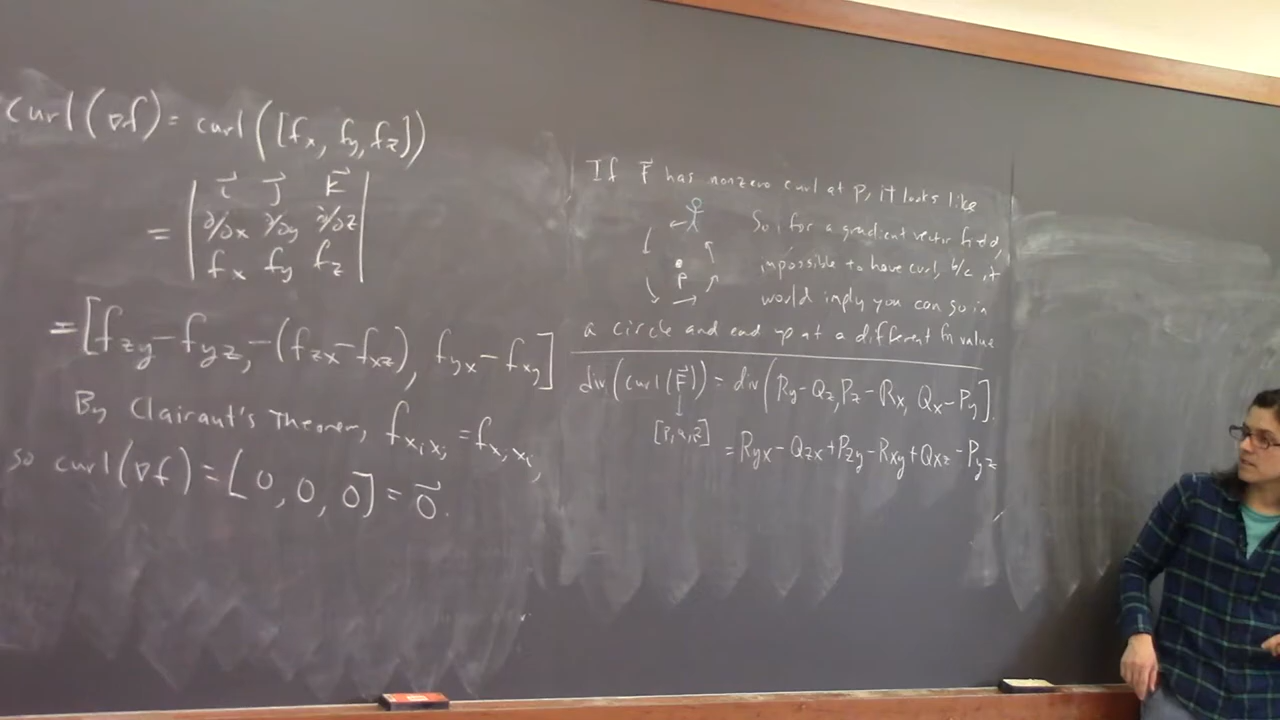 curl(∇f) = curl([fx, fy, fz])
= | i⃗ j⃗ k⃗ |
| ∂/∂x ∂/∂y ∂/∂z |
| fx fy fz |
= [fzy - fyz, -(fzx - fxz), fyx - fxy]
By Clairaut's Theorem, fxixj = fxjxi,
so curl(∇f) = [0, 0, 0] = 0⃗.
If F⃗ has nonzero curl at P, it looks like
P
So, for a gradient vector field,
impossible to have curl, b/c it
would imply you can go in
a circle and end up at a different fn value
div(curl(F⃗)) = div[Ry - Qz, Pz - Rx, Qx - Py].
[P, Q, R]
= Ryx - Qzx + Pzy - Rxy + Qxz - Pyz